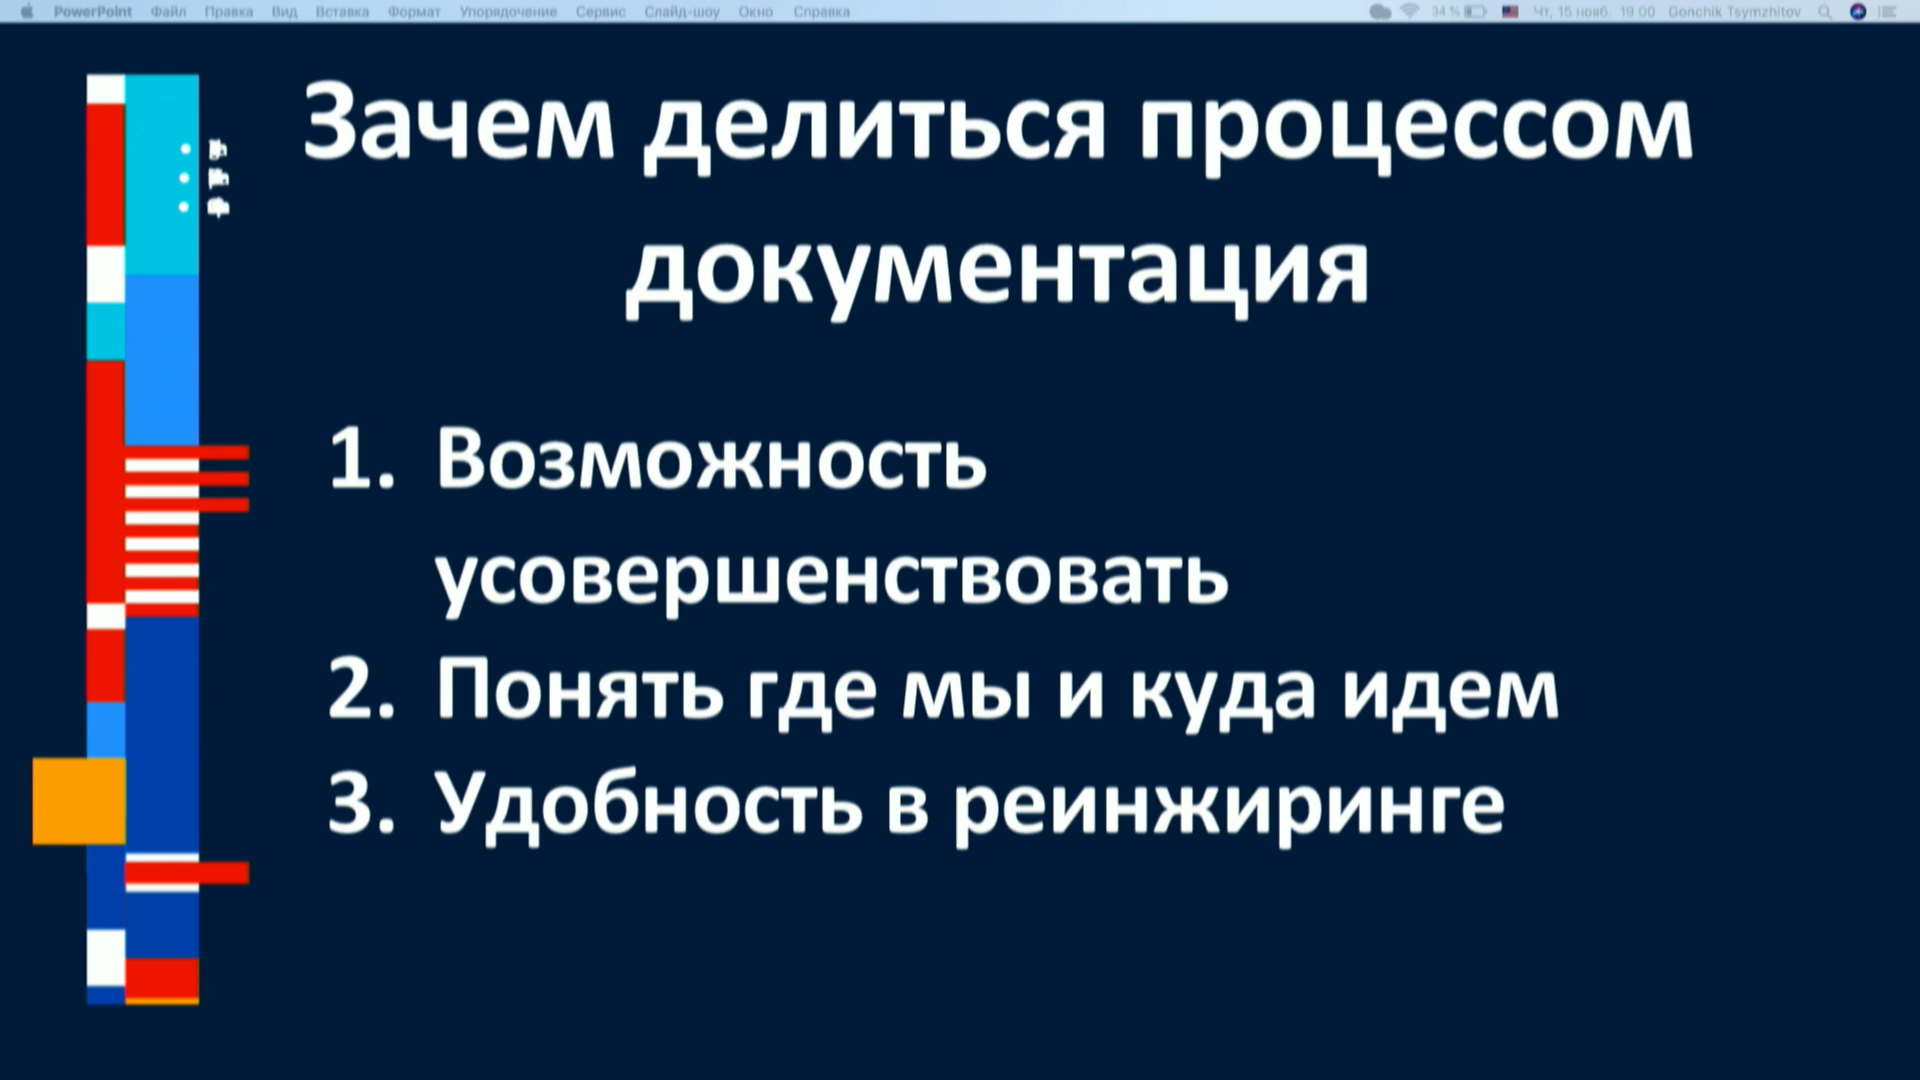 PowerPoint Файл Правка Вид Вставка Формат Упорядочение Сервис Слайд-шоу Окно Справка 34 % Чт, 15 нояб. 19 00 Gonchik Tsymzhitov
Зачем делиться процессом
документация
1. Возможность
усовершенствовать
2. Понять где мы и куда идем
3. Удобность в реинжиринге